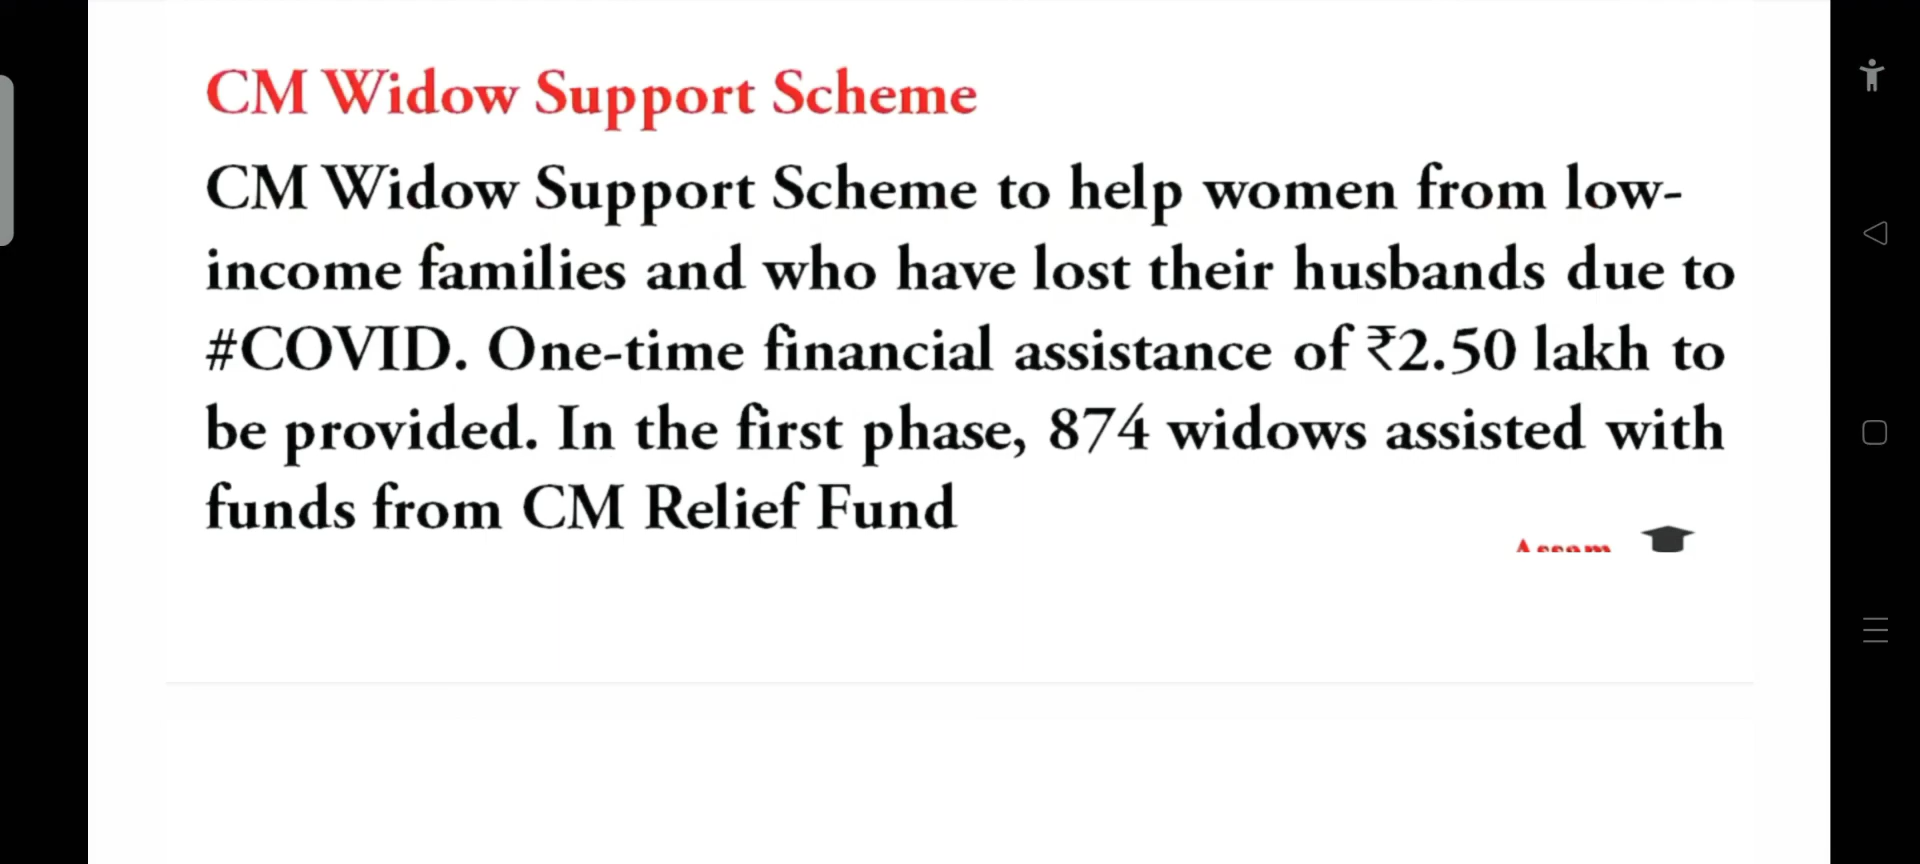 CM Widow Support Scheme
CM Widow Support Scheme to help women from low-
income families and who have lost their husbands due to
#COVID. One-time financial assistance of ₹2.50 lakh to
be provided. In the first phase, 874 widows assisted with
funds from CM Relief Fund
Assam